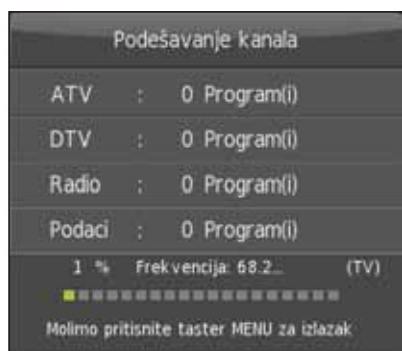 Podešavanje kanala
ATV : 0 Program(i)
DTV : 0 Program(i)
Radio : 0 Program(i)
Podaci : 0 Program(i)
1 % Frekvencija: 68.2... (TV)
Molimo pritisnite taster MENU za izlazak